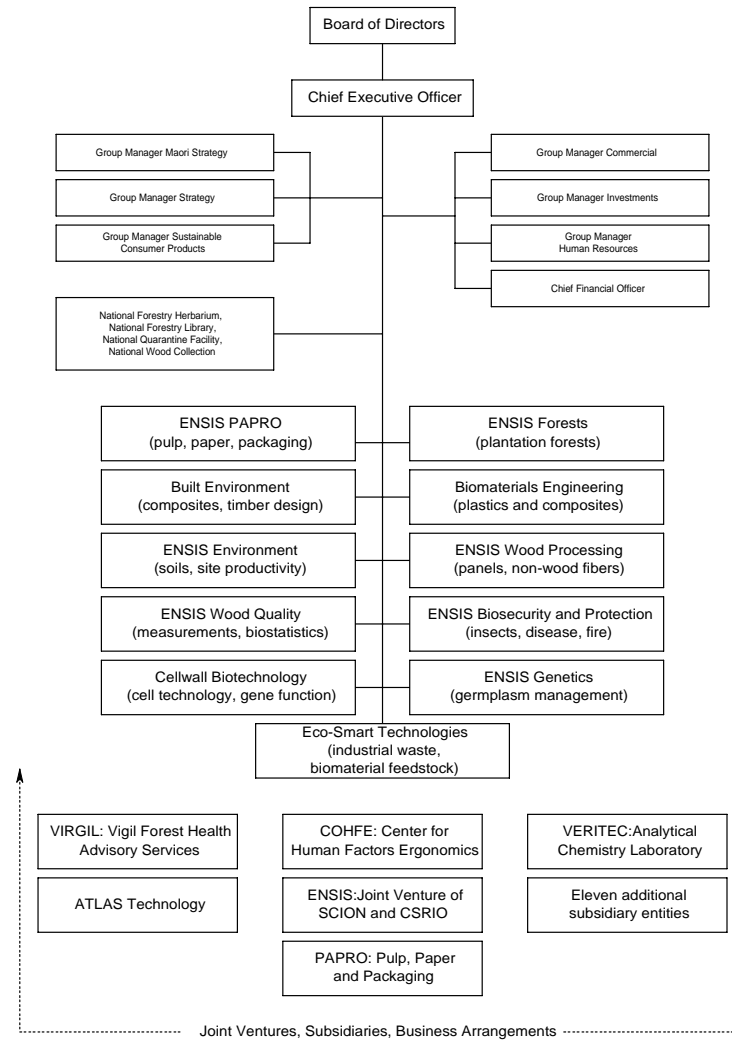 Board of Directors
Chief Executive Officer
Group Manager Maori Strategy
Group Manager Strategy
Group Manager Sustainable
Consumer Products
Group Manager Commercial
Group Manager Investments
Group Manager
Human Resources
Chief Financial Officer
National Forestry Herbarium,
National Forestry Library,
National Quarantine Facility,
National Wood Collection
ENSIS PAPRO
(pulp, paper, packaging)
ENSIS Forests
(plantation forests)
Built Environment
(composites, timber design)
Biomaterials Engineering
(plastics and composites)
ENSIS Environment
(soils, site productivity)
ENSIS Wood Processing
(panels, non-wood fibers)
ENSIS Wood Quality
(measurements, biostatistics)
ENSIS Biosecurity and Protection
(insects, disease, fire)
Cellwall Biotechnology
(cell technology, gene function)
ENSIS Genetics
(germplasm management)
Eco-Smart Technologies
(industrial waste,
biomaterial feedstock)
VIRGIL: Vigil Forest Health
Advisory Services
COHFE: Center for
Human Factors Ergonomics
VERITEC:Analytical
Chemistry Laboratory
ATLAS Technology
ENSIS:Joint Venture of
SCION and CSRIO
Eleven additional
subsidiary entities
PAPRO: Pulp, Paper
and Packaging
Joint Ventures, Subsidiaries, Business Arrangements